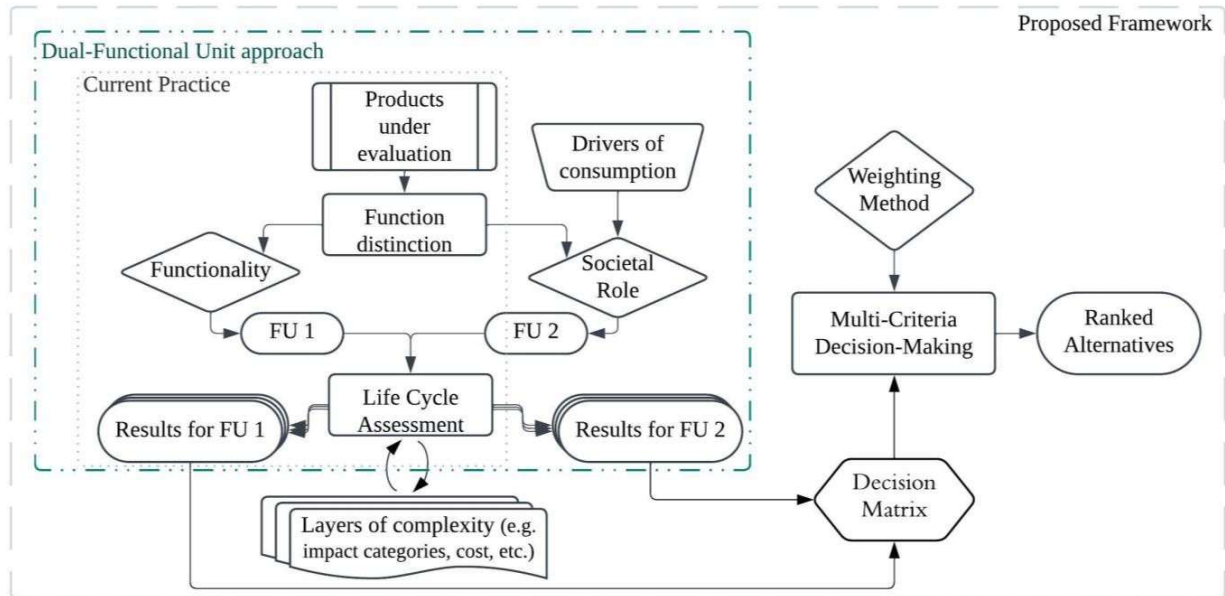 Proposed Framework
Dual-Functional Unit approach
Current Practice
Products
under
evaluation
Drivers of
consumption
Weighting
Method
Function
distinction
Functionality
Societal
Role
FU 1
FU 2
Multi-Criteria
Decision-Making
Ranked
Alternatives
Life Cycle
Assessment
Results for FU 1
Results for FU 2
Decision
Matrix
Layers of complexity (e.g.
impact categories, cost, etc.)